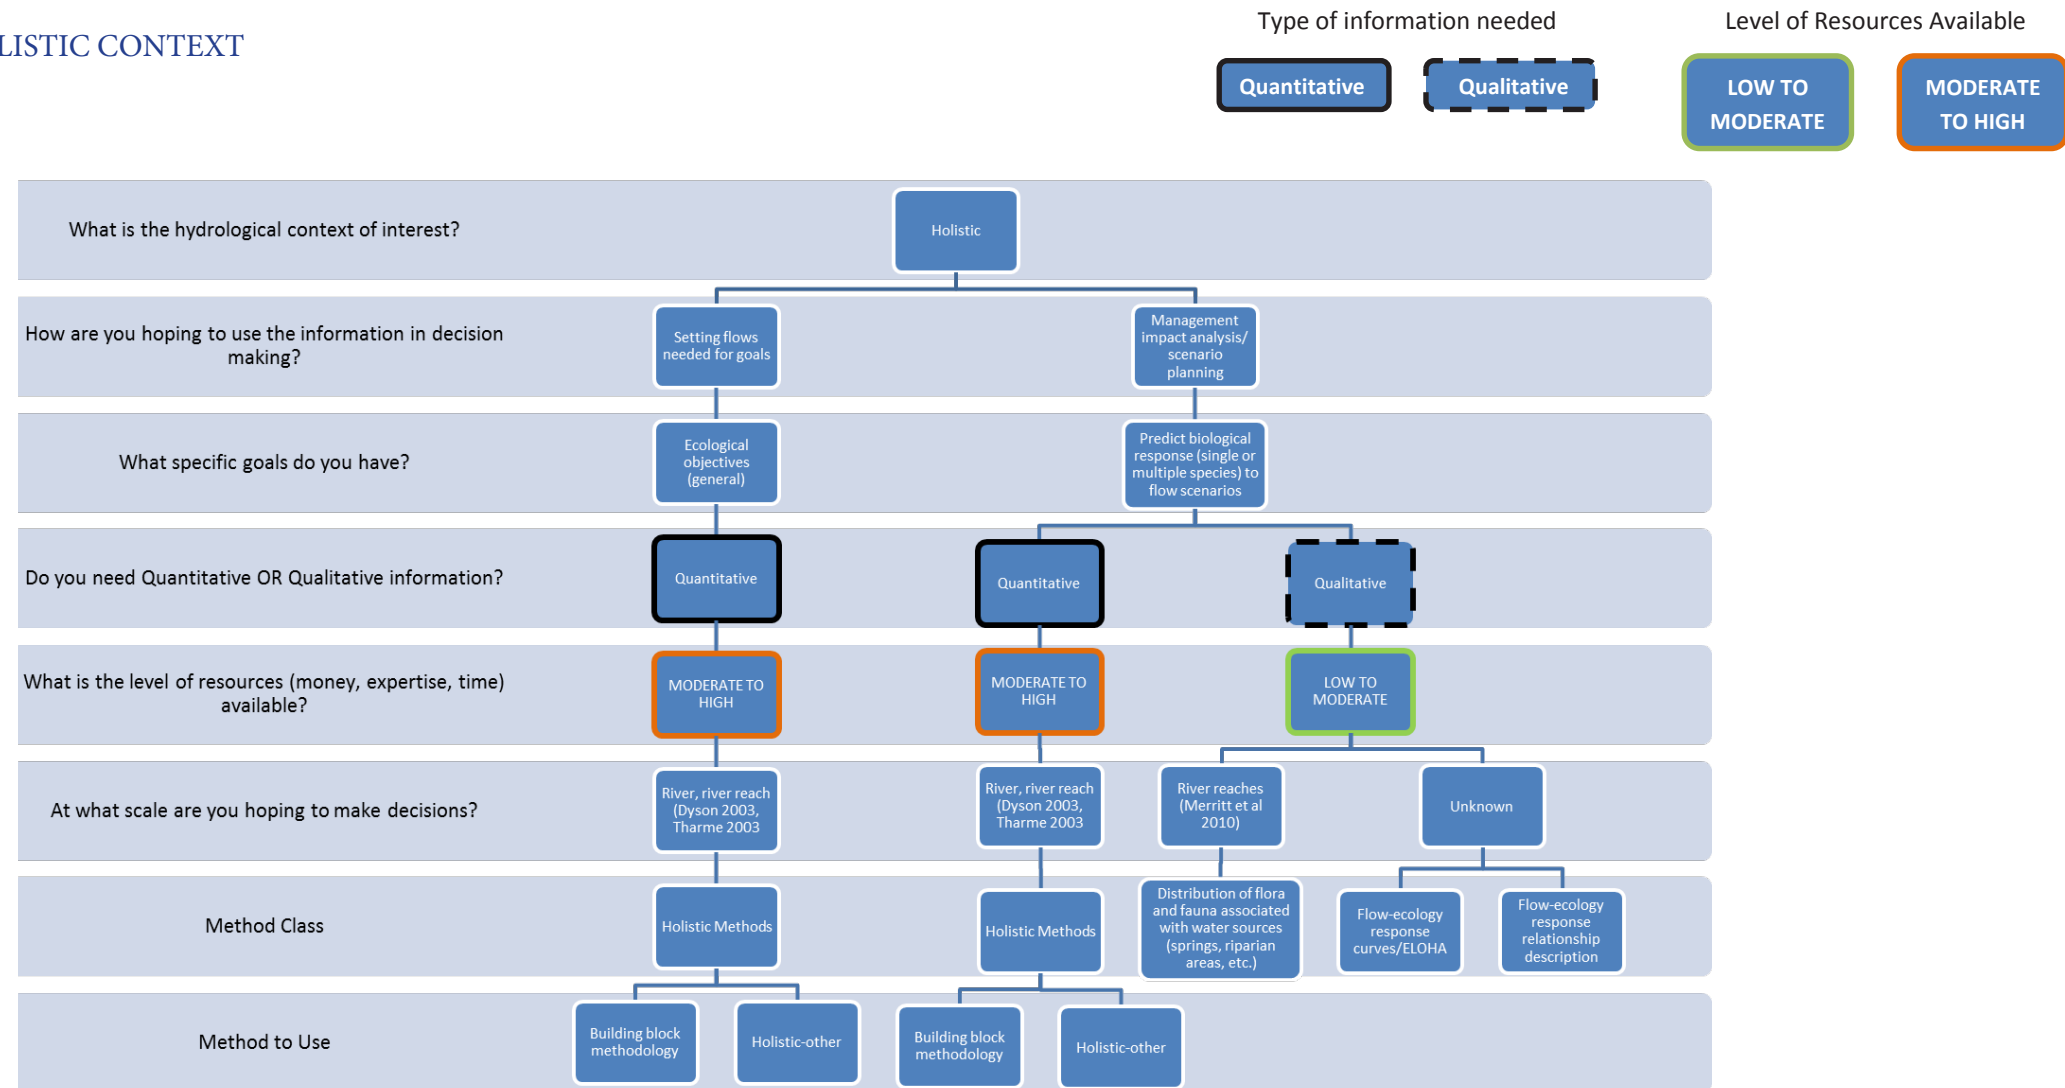 LISTIC CONTEXT
Type of information needed
Level of Resources Available
Quantitative
Qualitative
LOW TO
MODERATE
MODERATE
TO HIGH
What is the hydrological context of interest?
Holistic
How are you hoping to use the information in decision
making?
Setting flows
needed for goals
Management
impact analysis/
scenario
planning
What specific goals do you have?
Ecological
objectives
(general)
Predict biological
response (single or
multiple species) to
flow scenarios
Do you need Quantitative OR Qualitative information?
Quantitative
Quantitative
Qualitative
What is the level of resources (money, expertise, time)
available?
MODERATE TO
HIGH
MODERATE TO
HIGH
LOW TO
MODERATE
At what scale are you hoping to make decisions?
River, river reach
(Dyson 2003,
Tharme 2003
River, river reach
(Dyson 2003,
Tharme 2003
River reaches
(Merritt et al
2010)
Unknown
Method Class
Holistic Methods
Holistic Methods
Distribution of flora
and fauna associated
with water sources
(springs, riparian
areas, etc.)
Flow-ecology
response
curves/ELOHA
Flow-ecology
response
relationship
description
Method to Use
Building block
methodology
Holistic-other
Building block
methodology
Holistic-other